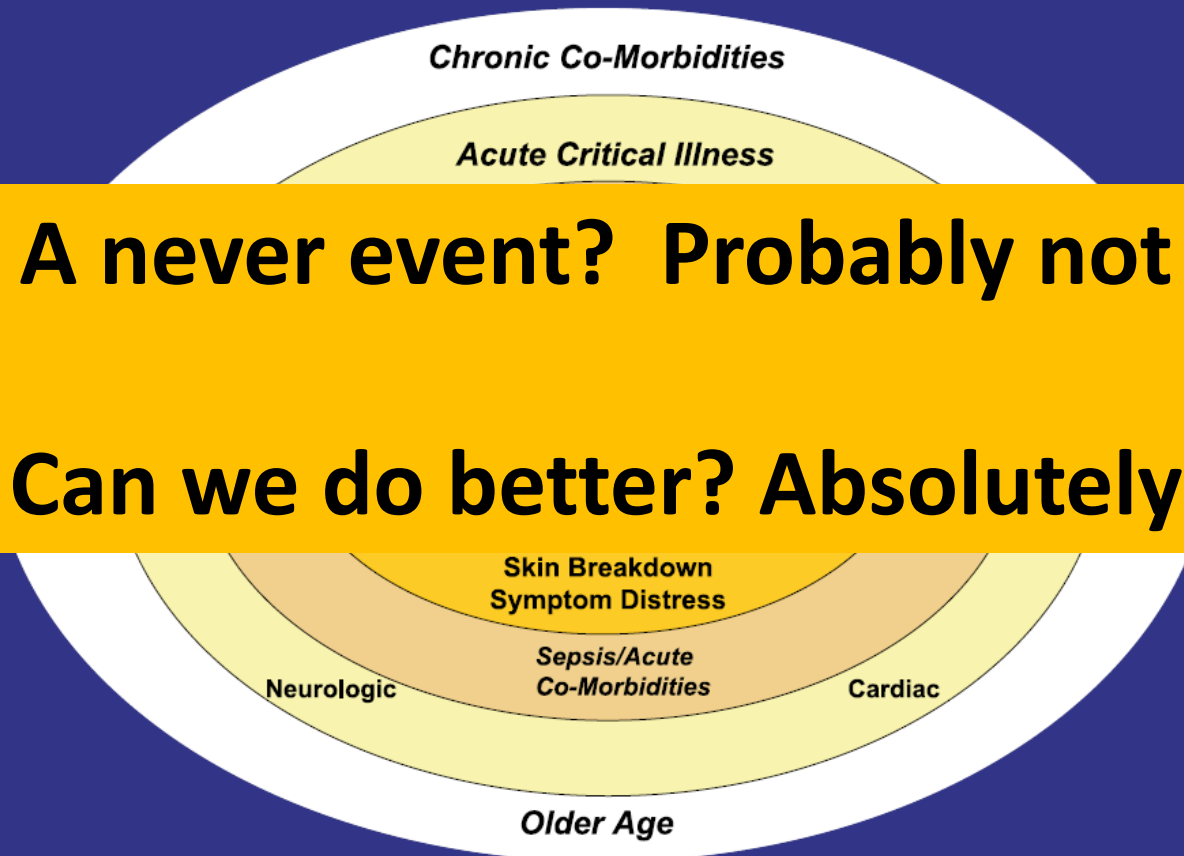 Chronic Co-Morbidities
Acute Critical Illness
A never event?  Probably not
Can we do better? Absolutely
Skin Breakdown
Symptom Distress
Sepsis/Acute
Co-Morbidities
Neurologic
Cardiac
Older Age